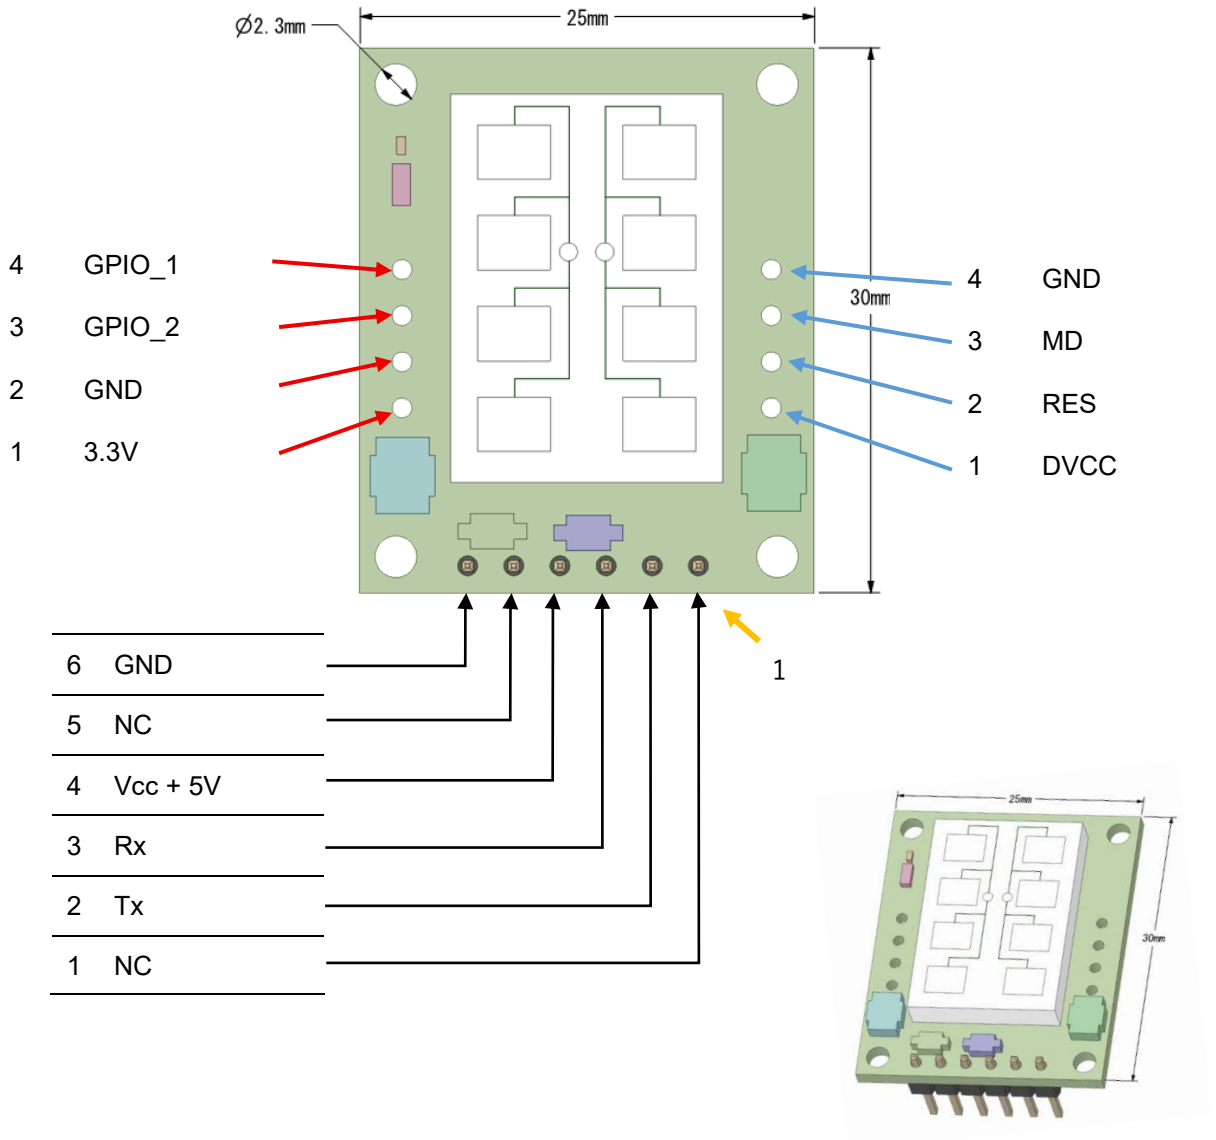 25mm
Ø2.3mm
30mm
4 GPIO_1
3 GPIO_2
2 GND
1 3.3V
4 GND
3 MD
2 RES
1 DVCC
1
6 GND
5 NC
4 Vcc + 5V
3 Rx
2 Tx
1 NC
25mm
30mm